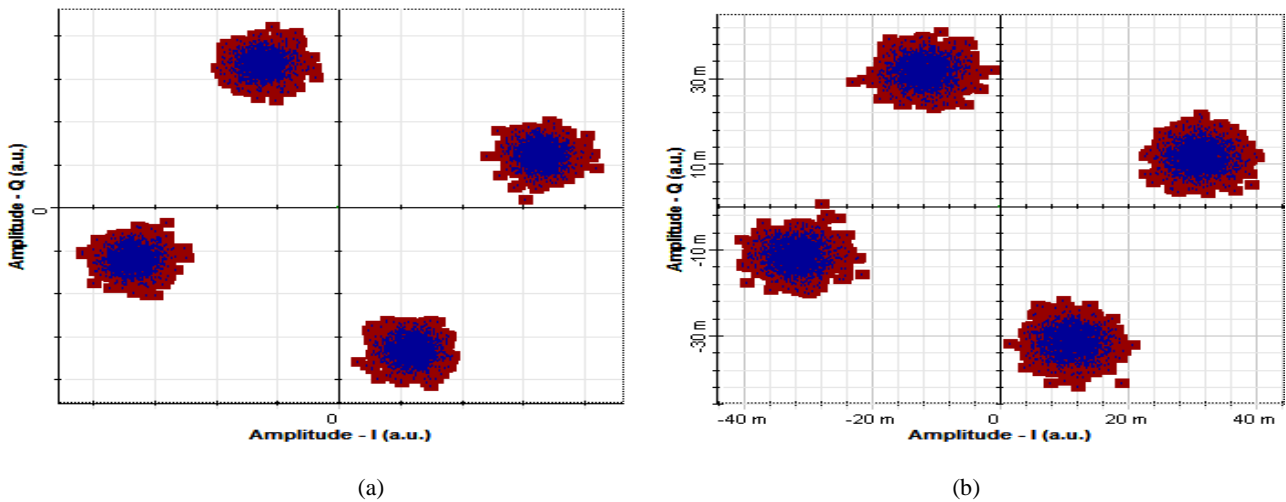 Amplitude - Q (a.u.)
0
0
Amplitude - I (a.u.)
(a)
Amplitude - Q (a.u.)
30 m
10 m
-10 m
-30 m
-40 m
-20 m
0
20 m
40 m
Amplitude - I (a.u.)
(b)